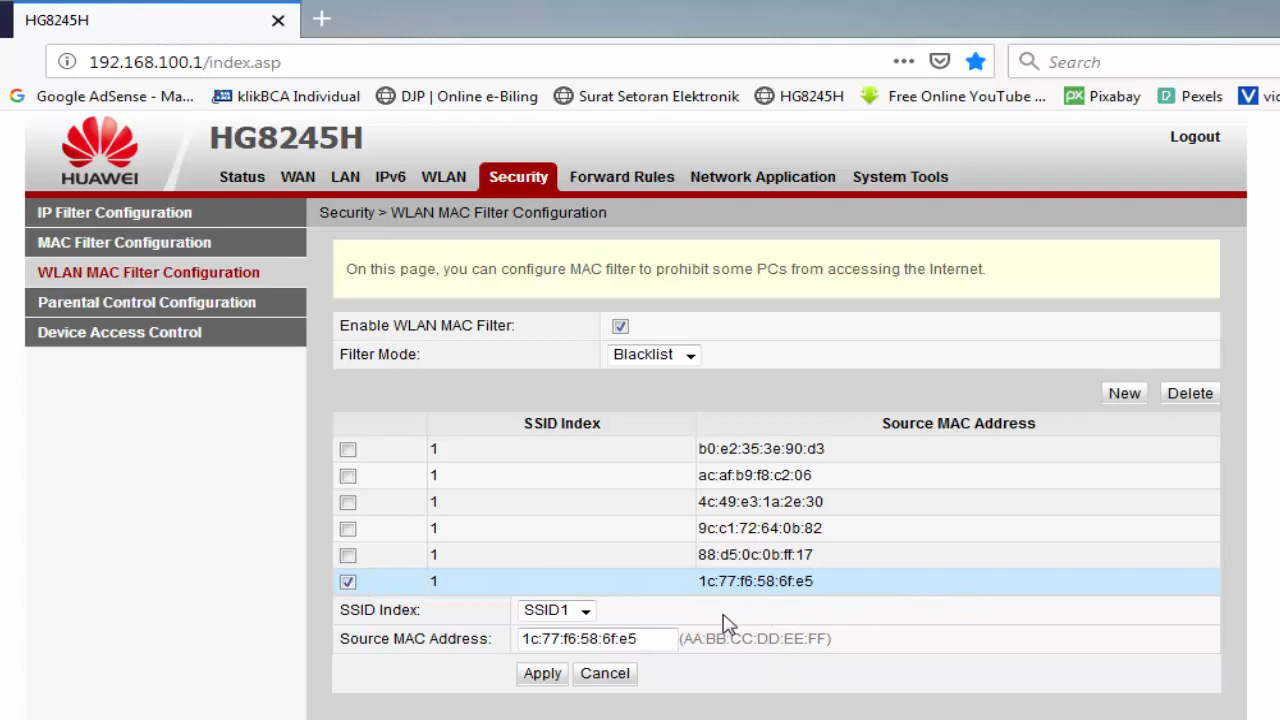 HG8245H
192.168.100.1/index.asp
Search
Google AdSense - Ma... klikBCA Individual DJP | Online e-Biling Surat Setoran Elektronik HG8245H Free Online YouTube ... Pixabay Pexels
HUAWEI
HG8245H
Logout
Status WAN LAN IPv6 WLAN Security Forward Rules Network Application System Tools
IP Filter Configuration
MAC Filter Configuration
WLAN MAC Filter Configuration
Parental Control Configuration
Device Access Control
Security > WLAN MAC Filter Configuration
On this page, you can configure MAC filter to prohibit some PCs from accessing the Internet.
Enable WLAN MAC Filter:
Filter Mode: Blacklist
New Delete
SSID Index Source MAC Address
1 b0:e2:35:3e:90:d3
1 ac:af:b9:f8:c2:06
1 4c:49:e3:1a:2e:30
1 9c:c1:72:64:0b:82
1 88:d5:0c:0b:ff:17
1 1c:77:f6:58:6f:e5
SSID Index: SSID1
Source MAC Address: 1c:77:f6:58:6f:e5 (AA:BB:CC:DD:EE:FF)
Apply Cancel